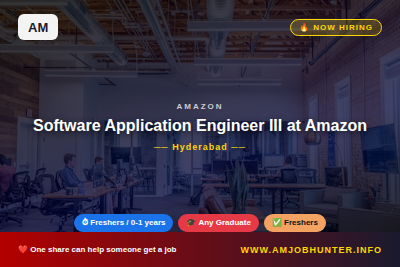 AM
🔥 NOW HIRING
AMAZON
Software Application Engineer III at Amazon
── Hyderabad ──
⏱ Freshers / 0-1 years
🎓 Any Graduate
✅ Freshers
❤️ One share can help someone get a job
WWW.AMJOBHUNTER.INFO